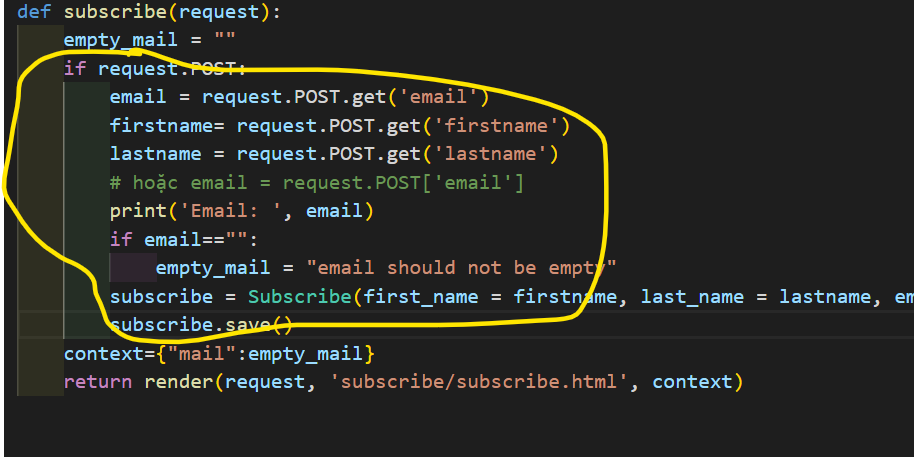 def subscribe(request):
empty_mail = ""
if request.POST:
email = request.POST.get('email')
firstname= request.POST.get('firstname')
lastname = request.POST.get('lastname')
# hoặc email = request.POST['email']
print('Email: ', email)
if email=="":
empty_mail = "email should not be empty"
subscribe = Subscribe(first_name = firstname, last_name = lastname, em
subscribe.save()
context={"mail":empty_mail}
return render(request, 'subscribe/subscribe.html', context)